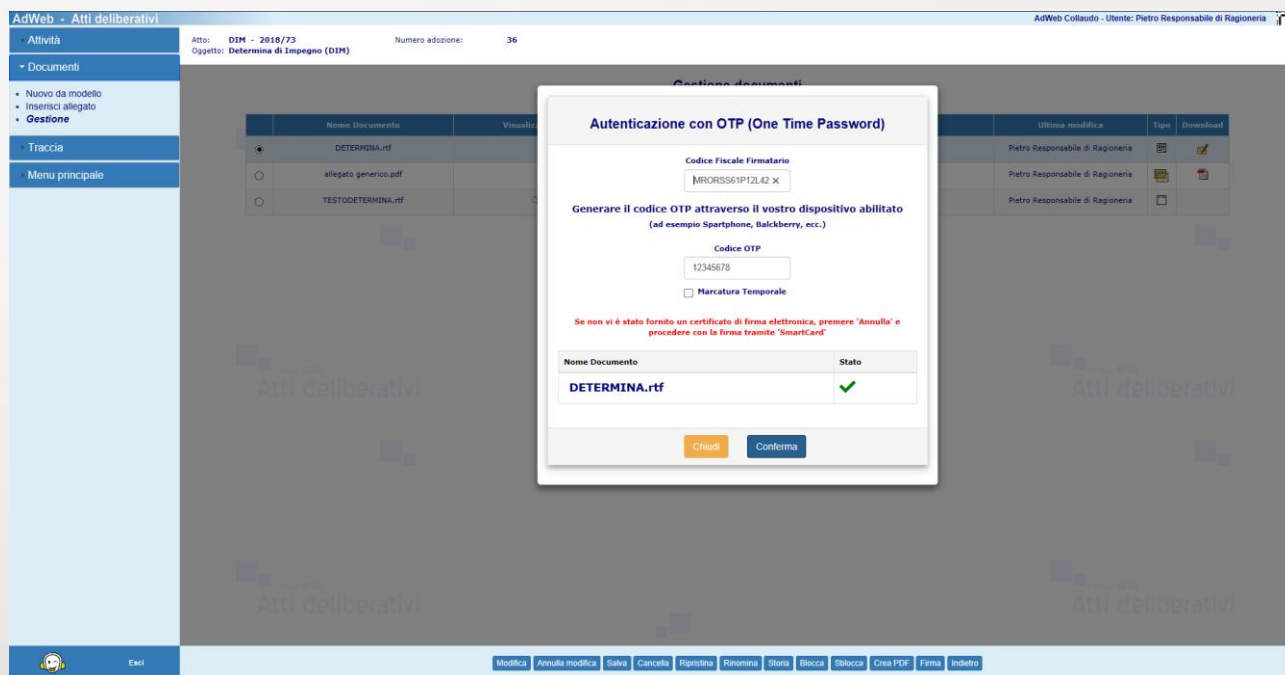 AdWeb - Atti deliberativi
AdWeb Collaudo - Utente: Pietro Responsabile di Ragioneria
Attività
Documenti
Nuovo da modello
Inserisci allegato
Gestione
Traccia
Menu principale
Atto: DIM - 2018/73 Numero adozione: 36
Oggetto: Determina di Impegno (DIM)
Gestione documenti
Nome Documento Ultima modifica Tipo Download
DETERMINA.rtf Pietro Responsabile di Ragioneria
allegato generico.pdf Pietro Responsabile di Ragioneria
TESTODETERMINA.rtf Pietro Responsabile di Ragioneria
Autenticazione con OTP (One Time Password)
Codice Fiscale Firmatario
MRORSS61P12L42
Generare il codice OTP attraverso il vostro dispositivo abilitato
(ad esempio Spartphone, Balckberry, ecc.)
Codice OTP
12345678
Marcatura Temporale
Se non vi è stato fornito un certificato di firma elettronica, premere 'Annulla' e
procedere con la firma tramite 'SmartCard'
Nome Documento Stato
DETERMINA.rtf
Chiudi Conferma
Atti deliberativi Atti deliberativi
Atti deliberativi Atti deliberativi
Esci
Modifica Annulla modifica Salva Cancella Ripristina Rinomina Storia Blocca Sblocca Crea PDF Firma Indietro